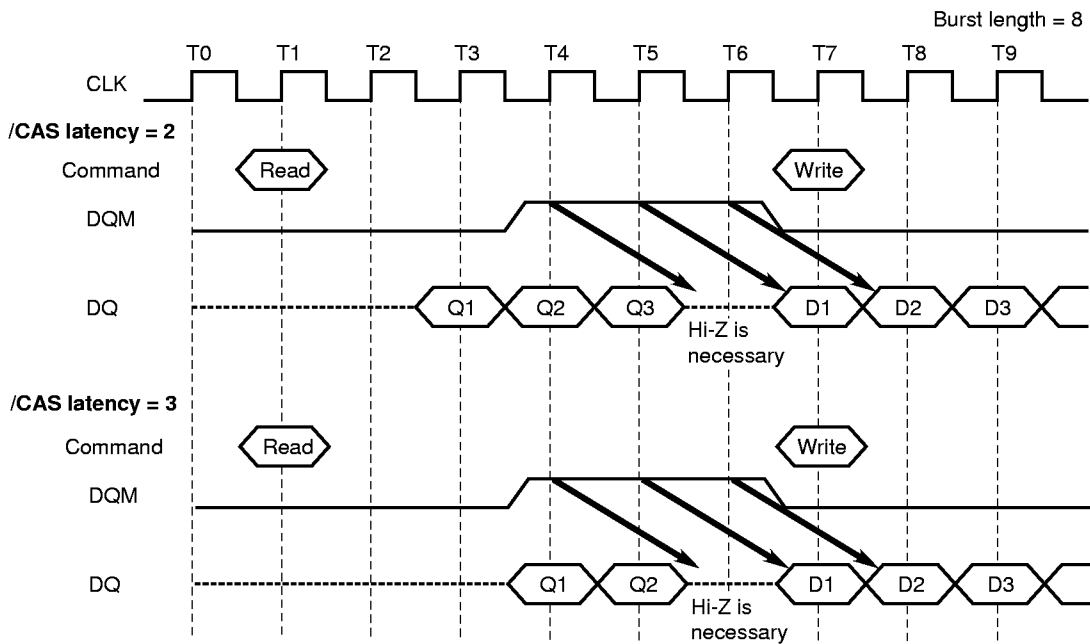 Burst length = 8
T0 T1 T2 T3 T4 T5 T6 T7 T8 T9
CLK
/CAS latency = 2
Command Read Write
DQM
DQ Q1 Q2 Q3 D1 D2 D3
Hi-Z is
necessary
/CAS latency = 3
Command Read Write
DQM
DQ Q1 Q2 D1 D2 D3
Hi-Z is
necessary